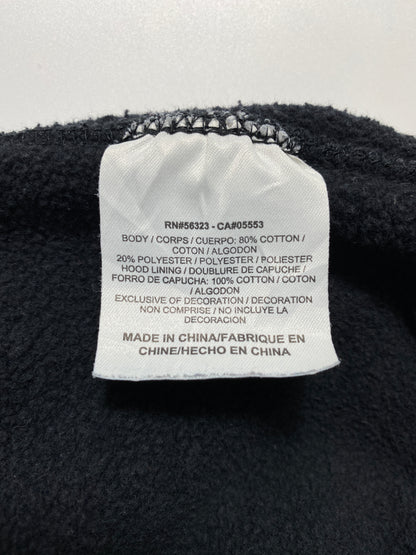 RN#56323 - CA#05553
BODY / CORPS / CUERPO: 80% COTTON /
COTON / ALGODON
20% POLYESTER / POLYESTER / POLIESTER
HOOD LINING / DOUBLURE DE CAPUCHE /
FORRO DE CAPUCHA: 100% COTTON / COTON
/ ALGODON
EXCLUSIVE OF DECORATION / DECORATION
NON COMPRISE / NO INCLUYE LA
DECORACION
MADE IN CHINA/FABRIQUE EN
CHINE/HECHO EN CHINA